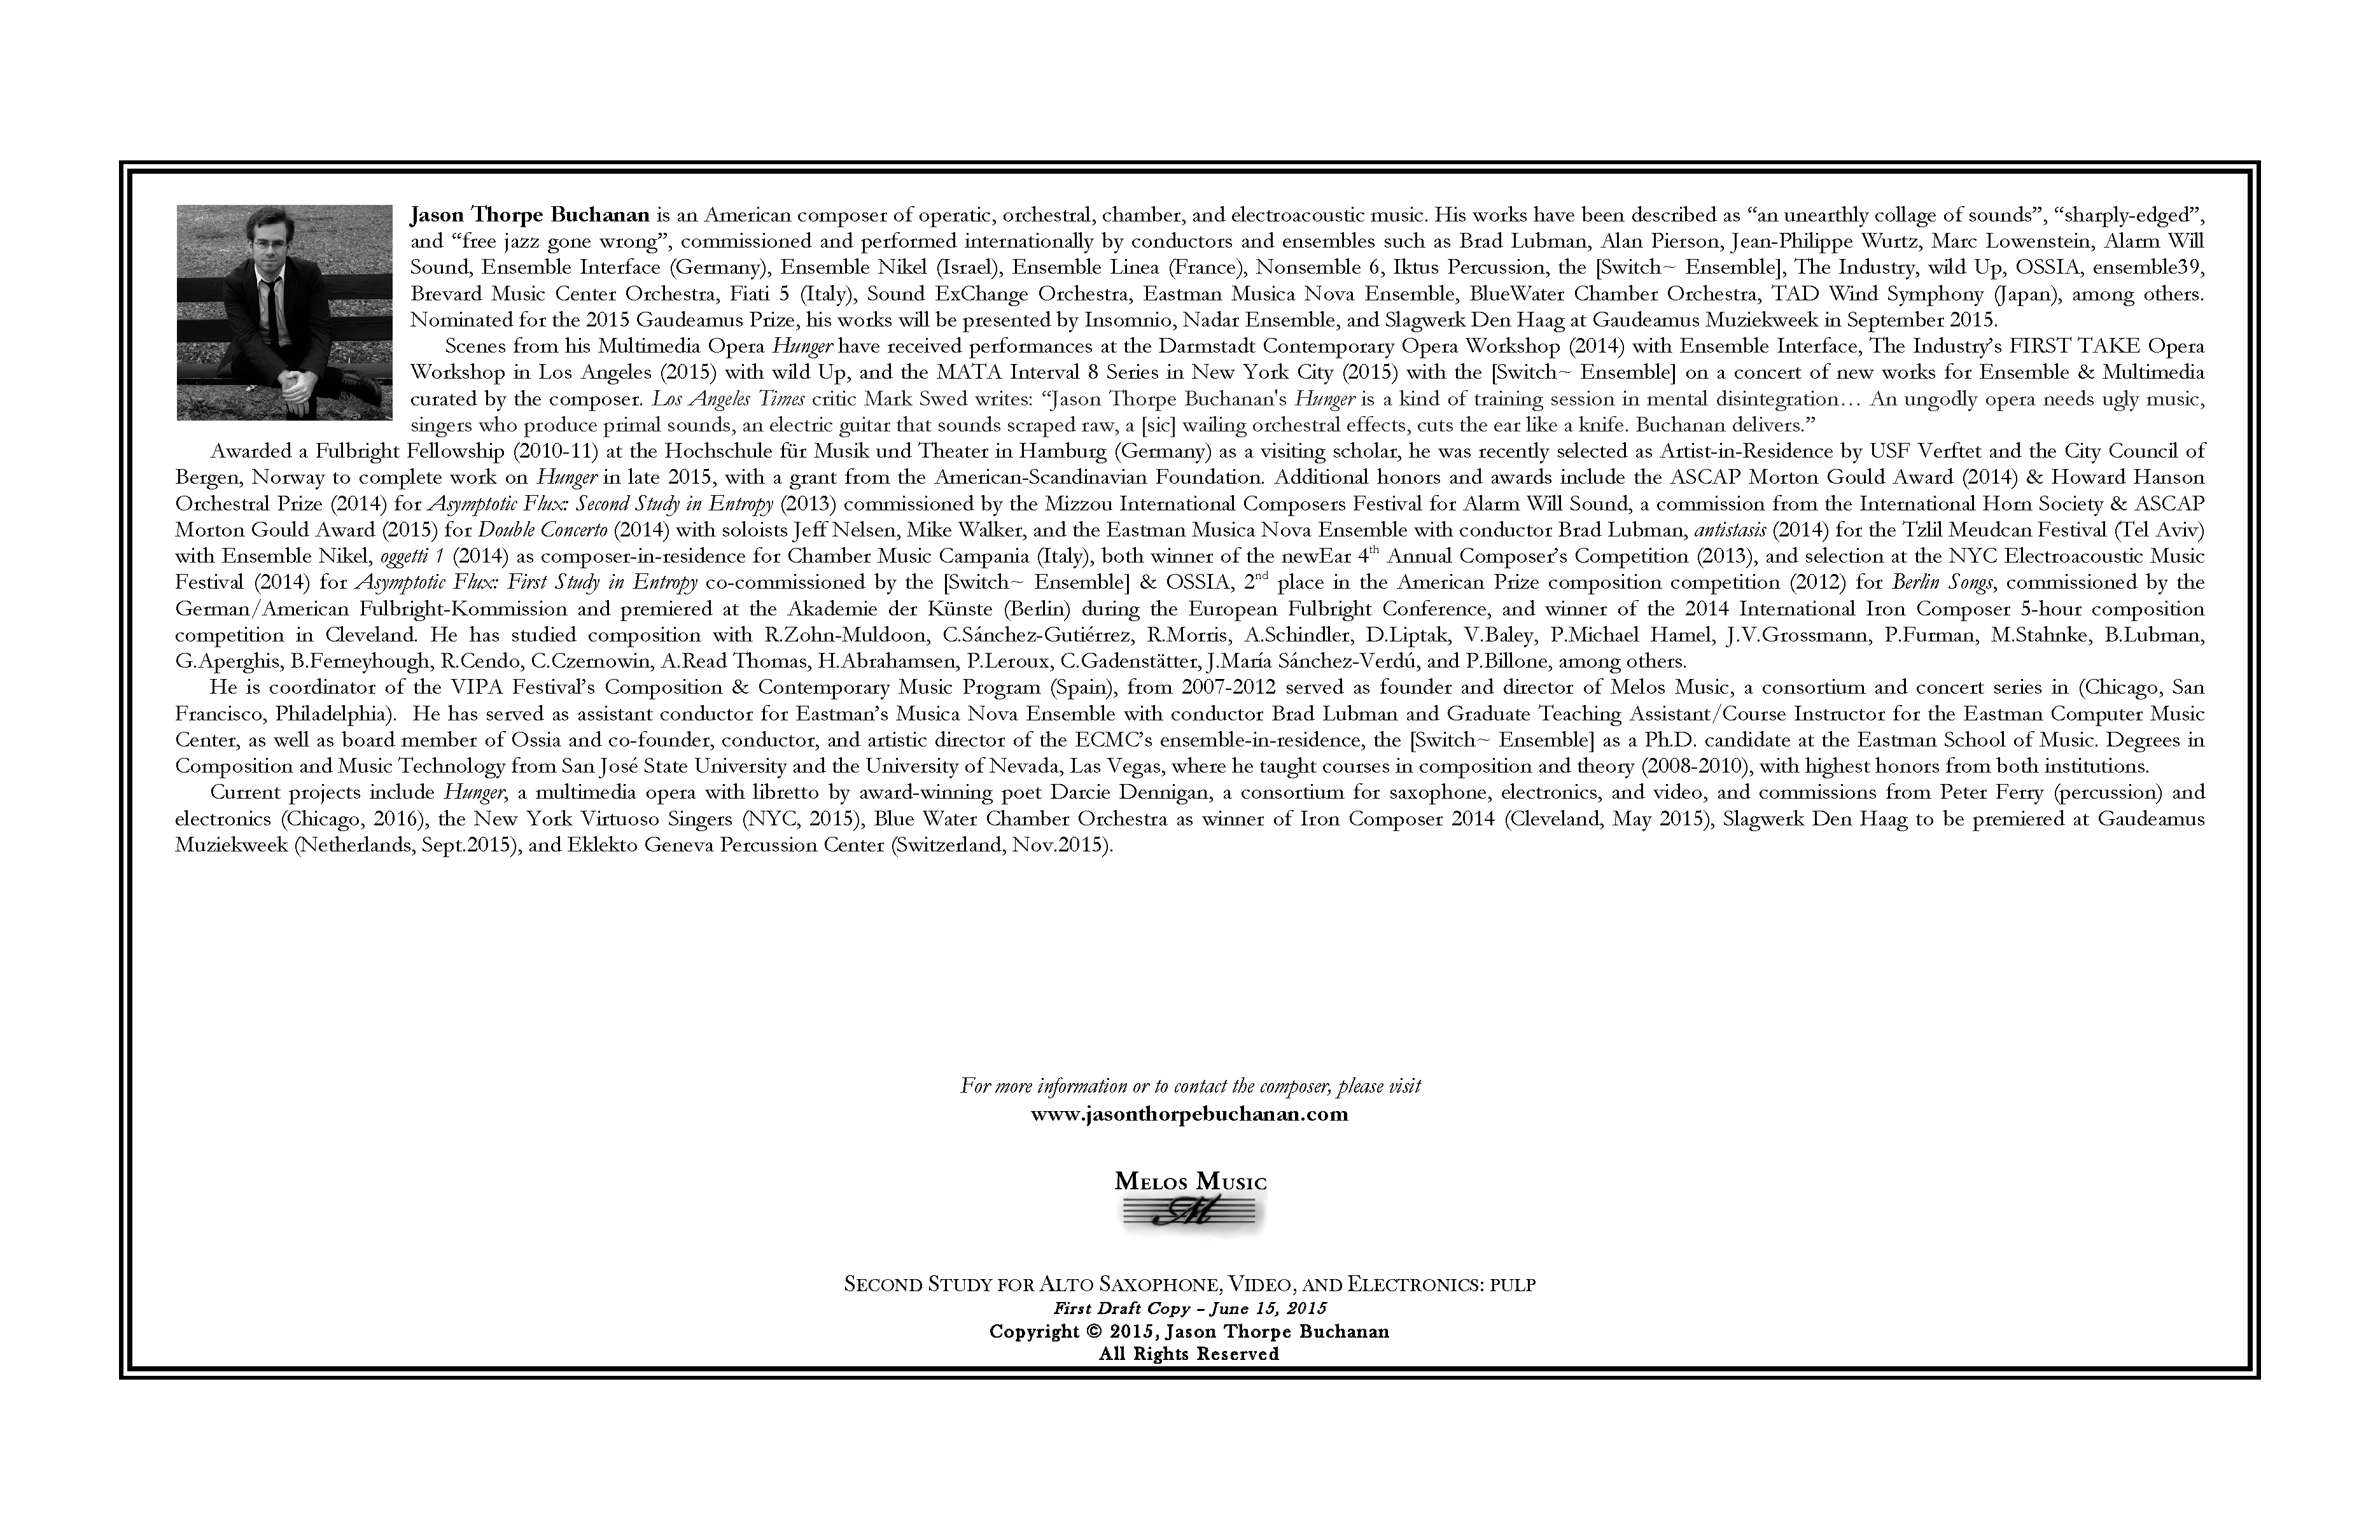 Jason Thorpe Buchanan is an American composer of operatic, orchestral, chamber, and electroacoustic music. His works have been described as “an unearthly collage of sounds”, “sharply-edged”,
and “free jazz gone wrong”, commissioned and performed internationally by conductors and ensembles such as Brad Lubman, Alan Pierson, Jean-Philippe Wurtz, Marc Lowenstein, Alarm Will
Sound, Ensemble Interface (Germany), Ensemble Nikel (Israel), Ensemble Linea (France), Nonsemble 6, Iktus Percussion, the [Switch~ Ensemble], The Industry, wild Up, OSSIA, ensemble39,
Brevard Music Center Orchestra, Fiati 5 (Italy), Sound ExChange Orchestra, Eastman Musica Nova Ensemble, BlueWater Chamber Orchestra, TAD Wind Symphony (Japan), among others.
Nominated for the 2015 Gaudeamus Prize, his works will be presented by Insomnio, Nadar Ensemble, and Slagwerk Den Haag at Gaudeamus Muziekweek in September 2015.
Scenes from his Multimedia Opera Hunger have received performances at the Darmstadt Contemporary Opera Workshop (2014) with Ensemble Interface, The Industry’s FIRST TAKE Opera
Workshop in Los Angeles (2015) with wild Up, and the MATA Interval 8 Series in New York City (2015) with the [Switch~ Ensemble] on a concert of new works for Ensemble & Multimedia
curated by the composer. Los Angeles Times critic Mark Swed writes: “Jason Thorpe Buchanan's Hunger is a kind of training session in mental disintegration… An ungodly opera needs ugly music,
singers who produce primal sounds, an electric guitar that sounds scraped raw, a [sic] wailing orchestral effects, cuts the ear like a knife. Buchanan delivers.”
Awarded a Fulbright Fellowship (2010-11) at the Hochschule für Musik und Theater in Hamburg (Germany) as a visiting scholar, he was recently selected as Artist-in-Residence by USF Verftet and the City Council of
Bergen, Norway to complete work on Hunger in late 2015, with a grant from the American-Scandinavian Foundation. Additional honors and awards include the ASCAP Morton Gould Award (2014) & Howard Hanson
Orchestral Prize (2014) for Asymptotic Flux: Second Study in Entropy (2013) commissioned by the Mizzou International Composers Festival for Alarm Will Sound, a commission from the International Horn Society & ASCAP
Morton Gould Award (2015) for Double Concerto (2014) with soloists Jeff Nelsen, Mike Walker, and the Eastman Musica Nova Ensemble with conductor Brad Lubman, antistasis (2014) for the Tzlil Meudcan Festival (Tel Aviv)
with Ensemble Nikel, oggetti 1 (2014) as composer-in-residence for Chamber Music Campania (Italy), both winner of the newEar 4th Annual Composer’s Competition (2013), and selection at the NYC Electroacoustic Music
Festival (2014) for Asymptotic Flux: First Study in Entropy co-commissioned by the [Switch~ Ensemble] & OSSIA, 2nd place in the American Prize composition competition (2012) for Berlin Songs, commissioned by the
German/American Fulbright-Kommission and premiered at the Akademie der Künste (Berlin) during the European Fulbright Conference, and winner of the 2014 International Iron Composer 5-hour composition
competition in Cleveland. He has studied composition with R.Zohn-Muldoon, C.Sánchez-Gutiérrez, R.Morris, A.Schindler, D.Liptak, V.Baley, P.Michael Hamel, J.V.Grossmann, P.Furman, M.Stahnke, B.Lubman,
G.Aperghis, B.Ferneyhough, R.Cendo, C.Czernowin, A.Read Thomas, H.Abrahamsen, P.Leroux, C.Gadenstätter, J.María Sánchez-Verdú, and P.Billone, among others.
He is coordinator of the VIPA Festival’s Composition & Contemporary Music Program (Spain), from 2007-2012 served as founder and director of Melos Music, a consortium and concert series in (Chicago, San
Francisco, Philadelphia). He has served as assistant conductor for Eastman’s Musica Nova Ensemble with conductor Brad Lubman and Graduate Teaching Assistant/Course Instructor for the Eastman Computer Music
Center, as well as board member of Ossia and co-founder, conductor, and artistic director of the ECMC’s ensemble-in-residence, the [Switch~ Ensemble] as a Ph.D. candidate at the Eastman School of Music. Degrees in
Composition and Music Technology from San José State University and the University of Nevada, Las Vegas, where he taught courses in composition and theory (2008-2010), with highest honors from both institutions.
Current projects include Hunger, a multimedia opera with libretto by award-winning poet Darcie Dennigan, a consortium for saxophone, electronics, and video, and commissions from Peter Ferry (percussion) and
electronics (Chicago, 2016), the New York Virtuoso Singers (NYC, 2015), Blue Water Chamber Orchestra as winner of Iron Composer 2014 (Cleveland, May 2015), Slagwerk Den Haag to be premiered at Gaudeamus
Muziekweek (Netherlands, Sept.2015), and Eklekto Geneva Percussion Center (Switzerland, Nov.2015).
For more information or to contact the composer, please visit
www.jasonthorpebuchanan.com
MELOS MUSIC
M
SECOND STUDY FOR ALTO SAXOPHONE, VIDEO, AND ELECTRONICS: PULP
First Draft Copy – June 15, 2015
Copyright © 2015, Jason Thorpe Buchanan
All Rights Reserved